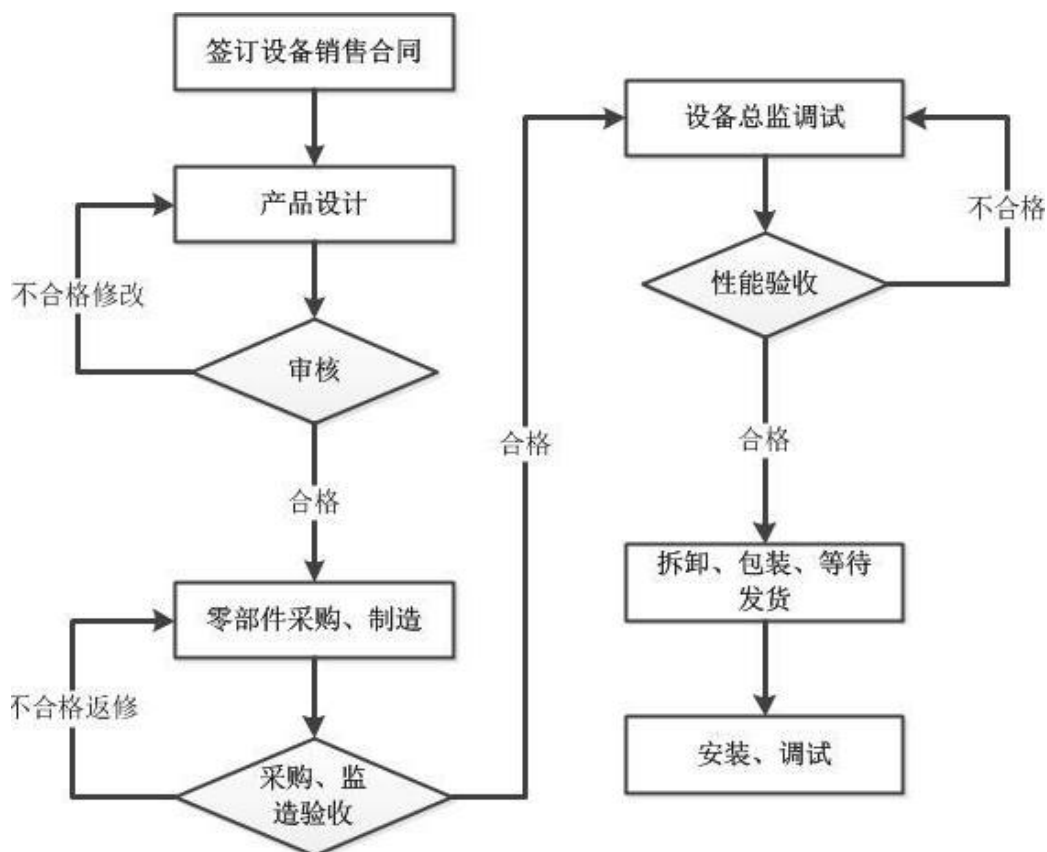 签订设备销售合同
产品设计
不合格修改
审核
合格
零部件采购、制造
不合格返修
采购、监
造验收
合格
设备总监调试
不合格
性能验收
合格
拆卸、包装、等待
发货
安装、调试